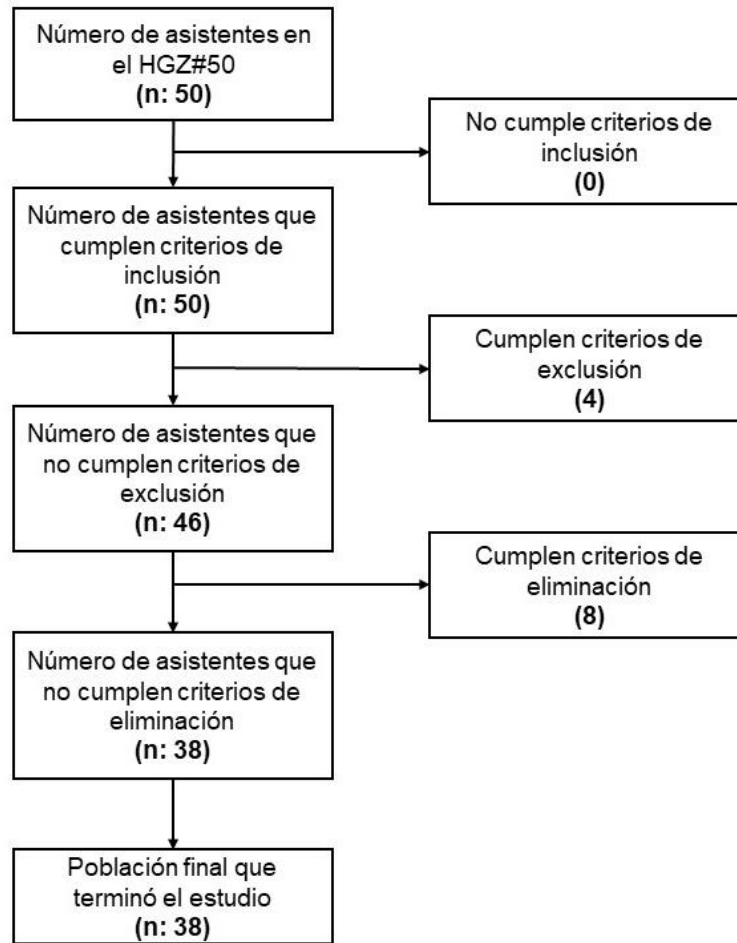 Número de asistentes en
el HGZ#50
(n: 50)
No cumple criterios de
inclusión
(0)
Número de asistentes que
cumplen criterios de
inclusión
(n: 50)
Cumplen criterios de
exclusión
(4)
Número de asistentes que
no cumplen criterios de
exclusión
(n: 46)
Cumplen criterios de
eliminación
(8)
Número de asistentes que
no cumplen criterios de
eliminación
(n: 38)
Población final que
terminó el estudio
(n: 38)